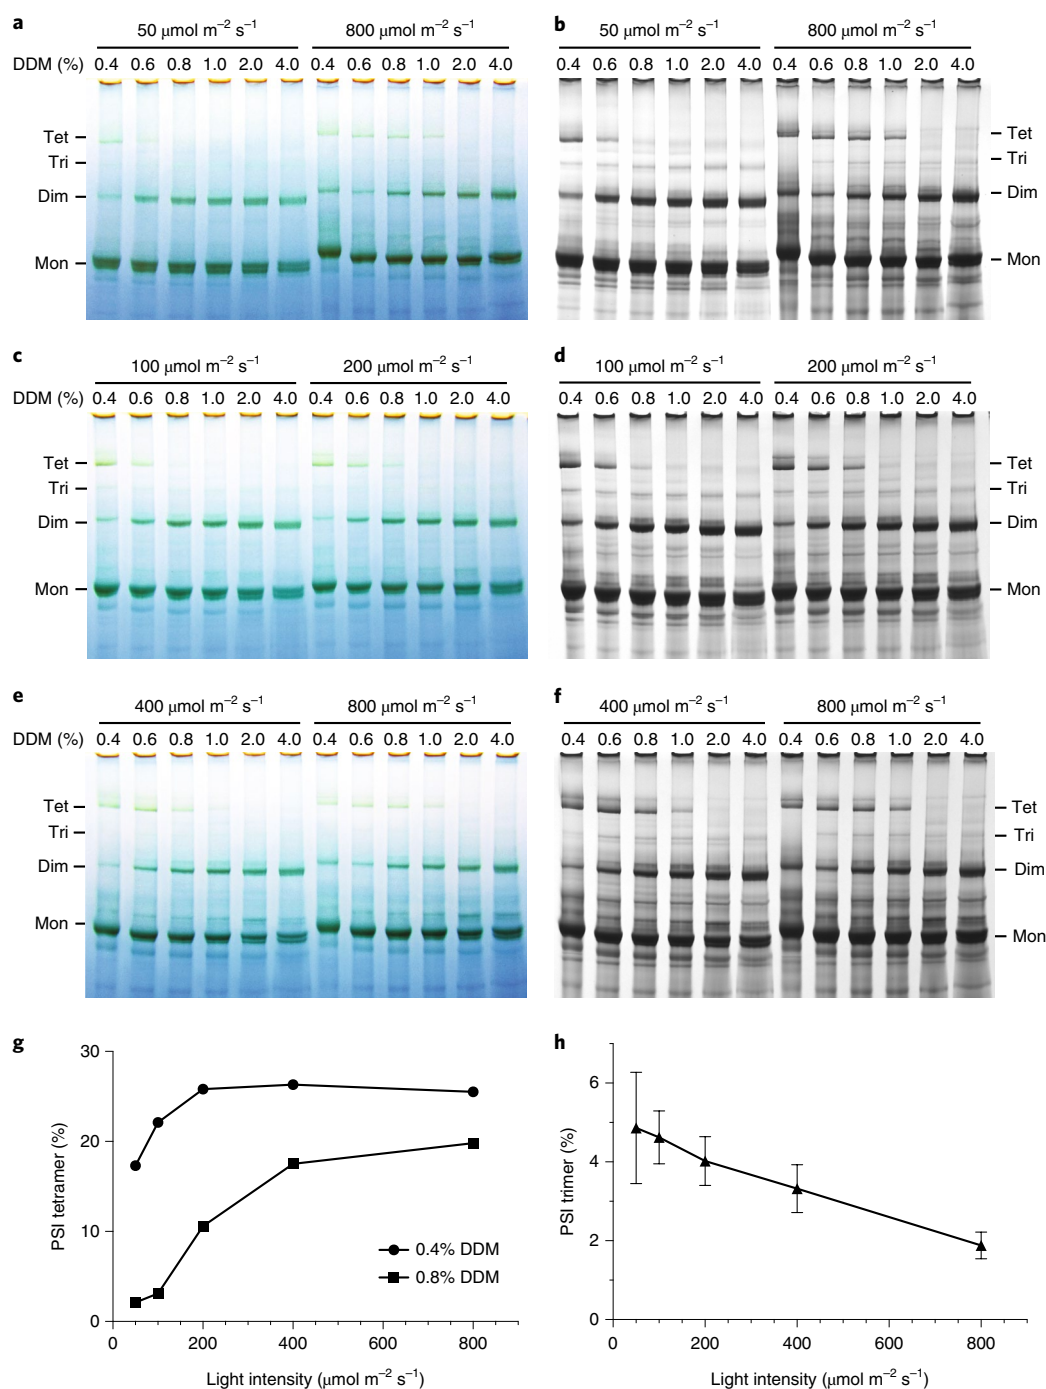 a
50 μmol m⁻² s⁻¹ 800 μmol m⁻² s⁻¹
DDM (%) 0.4 0.6 0.8 1.0 2.0 4.0 0.4 0.6 0.8 1.0 2.0 4.0
Tet
Tri
Dim
Mon
b
50 μmol m⁻² s⁻¹ 800 μmol m⁻² s⁻¹
0.4 0.6 0.8 1.0 2.0 4.0 0.4 0.6 0.8 1.0 2.0 4.0
Tet
Tri
Dim
Mon
c
100 μmol m⁻² s⁻¹ 200 μmol m⁻² s⁻¹
DDM (%) 0.4 0.6 0.8 1.0 2.0 4.0 0.4 0.6 0.8 1.0 2.0 4.0
Tet
Tri
Dim
Mon
d
100 μmol m⁻² s⁻¹ 200 μmol m⁻² s⁻¹
0.4 0.6 0.8 1.0 2.0 4.0 0.4 0.6 0.8 1.0 2.0 4.0
Tet
Tri
Dim
Mon
e
400 μmol m⁻² s⁻¹ 800 μmol m⁻² s⁻¹
DDM (%) 0.4 0.6 0.8 1.0 2.0 4.0 0.4 0.6 0.8 1.0 2.0 4.0
Tet
Tri
Dim
Mon
f
400 μmol m⁻² s⁻¹ 800 μmol m⁻² s⁻¹
0.4 0.6 0.8 1.0 2.0 4.0 0.4 0.6 0.8 1.0 2.0 4.0
Tet
Tri
Dim
Mon
g
PSI tetramer (%)
30
20
10
0
0.4% DDM
0.8% DDM
0 200 400 600 800
Light intensity (μmol m⁻² s⁻¹)
h
PSI trimer (%)
6
4
2
0
0 200 400 600 800
Light intensity (μmol m⁻² s⁻¹)